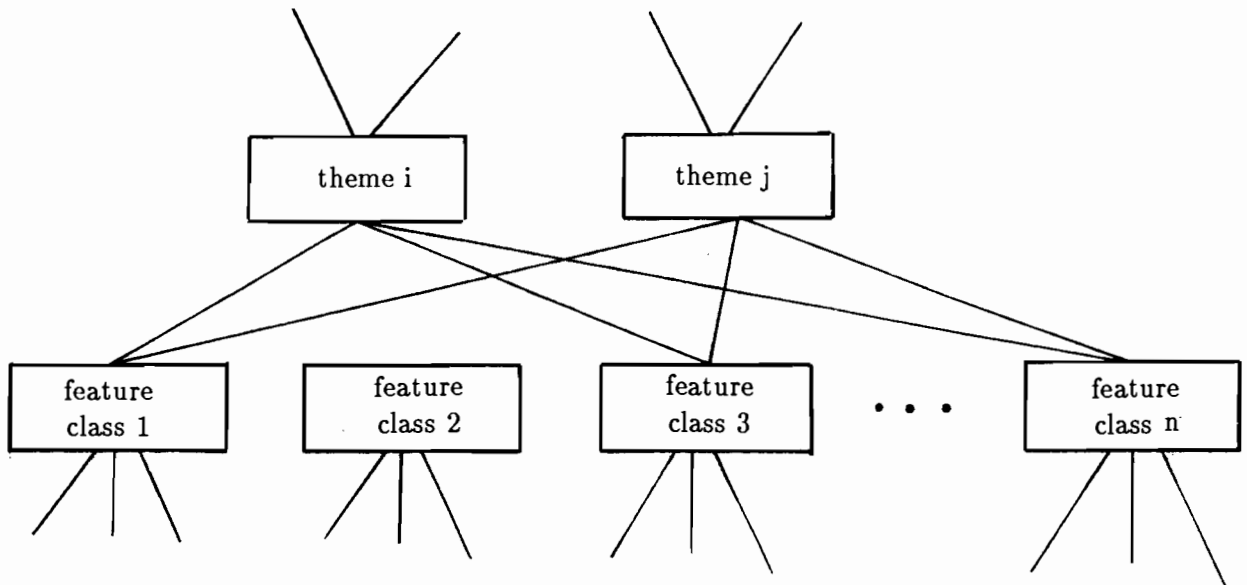 theme i
theme j
feature
class 1
feature
class 2
feature
class 3
• • •
feature
class n